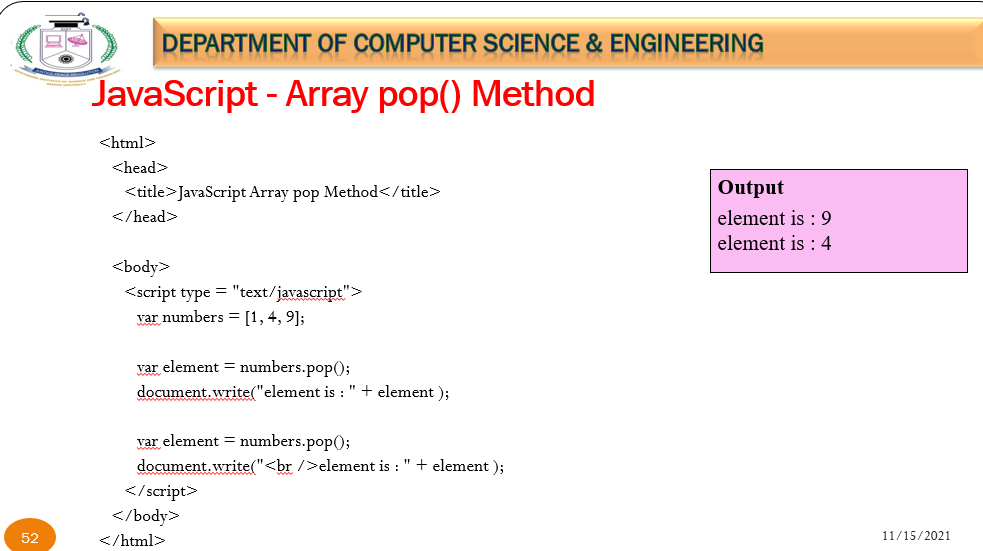 DEPARTMENT OF COMPUTER SCIENCE & ENGINEERING
JavaScript - Array pop() Method
<html>
<head>
<title>JavaScript Array pop Method</title>
</head>
<body>
<script type = "text/javascript">
var numbers = [1, 4, 9];
var element = numbers.pop();
document.write("element is : " + element );
var element = numbers.pop();
document.write("<br />element is : " + element );
</script>
</body>
</html>
Output
element is : 9
element is : 4
52
11/15/2021